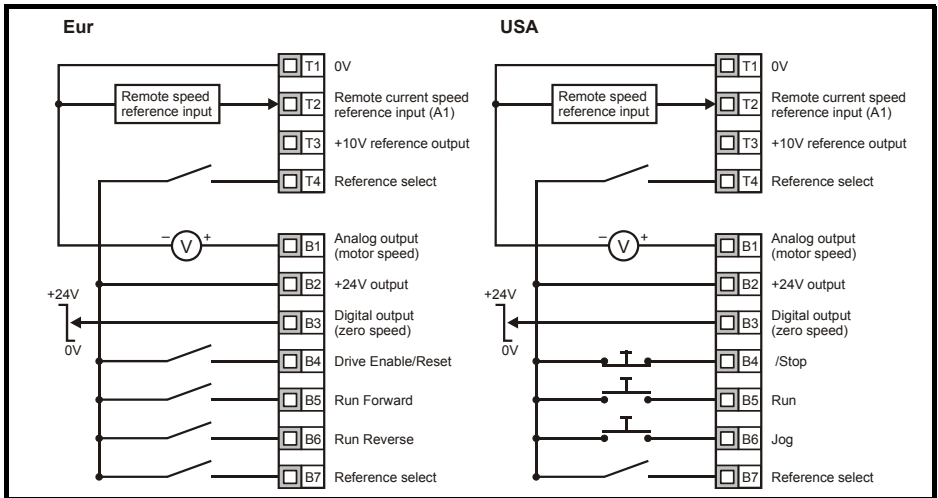 Eur
T1 0V
Remote speed
reference input
T2 Remote current speed
reference input (A1)
T3 +10V reference output
T4 Reference select
– V +
B1 Analog output
(motor speed)
B2 +24V output
+24V
0V
B3 Digital output
(zero speed)
B4 Drive Enable/Reset
B5 Run Forward
B6 Run Reverse
B7 Reference select
USA
T1 0V
Remote speed
reference input
T2 Remote current speed
reference input (A1)
T3 +10V reference output
T4 Reference select
– V +
B1 Analog output
(motor speed)
B2 +24V output
+24V
0V
B3 Digital output
(zero speed)
B4 /Stop
B5 Run
B6 Jog
B7 Reference select